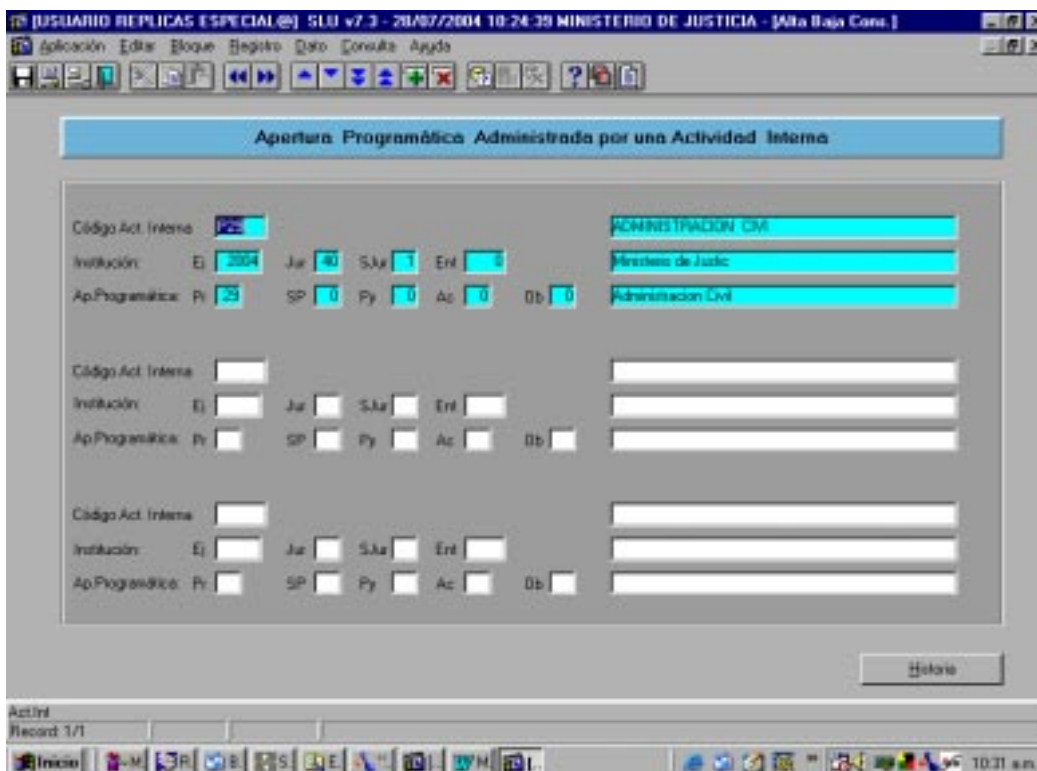 [USUARIO REPLICAS ESPECIAL@] SLU v7.3 - 28/07/2004 10:24:39 MINISTERIO DE JUSTICIA - [Alta Baja Cons.]
Aplicación Editar Bloque Registro Dato Consulta Ayuda
Apertura Programática Administrada por una Actividad Interna
Código Act. Interna P29 ADMINISTRACION CIVI
Institución: Ej 2004 Jur 40 SJur 1 Ent 0 Ministerio de Justic
Ap.Programática: Pr 29 SP 0 Py 0 Ac 0 Ob 0 Administracion Civil
Código Act. Interna
Institución: Ej Jur SJur Ent
Ap.Programática: Pr SP Py Ac Ob
Código Act. Interna
Institución: Ej Jur SJur Ent
Ap.Programática: Pr SP Py Ac Ob
Historia
Act.Int
Record: 1/1
Inicio 10:31 a.m.